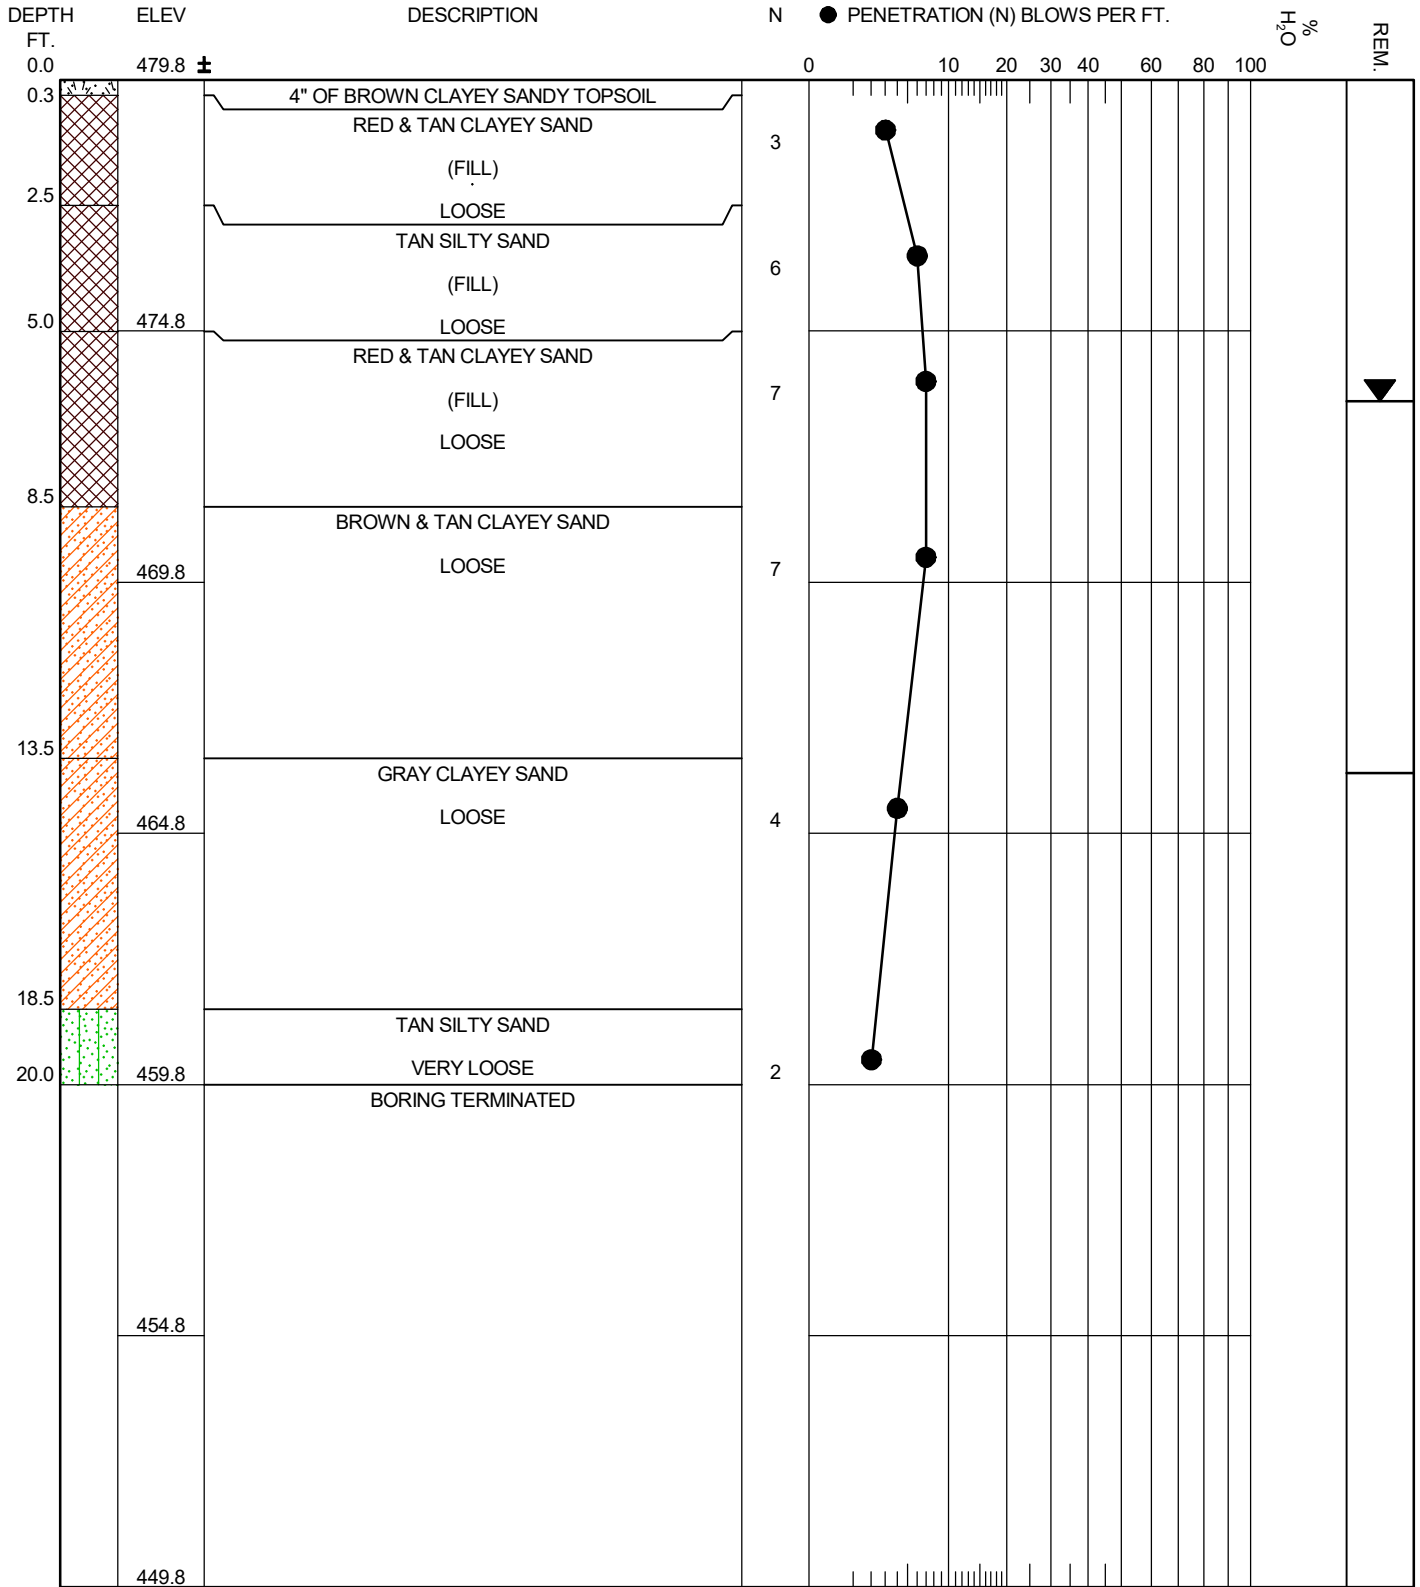 DEPTH ELEV DESCRIPTION N PENETRATION (N) BLOWS PER FT. % H₂O REM.
FT.
0.0 479.8 ± 0 10 20 30 40 60 80 100
0.3 4" OF BROWN CLAYEY SANDY TOPSOIL
RED & TAN CLAYEY SAND
3
(FILL)
2.5
LOOSE
TAN SILTY SAND
6
(FILL)
5.0 474.8 LOOSE
RED & TAN CLAYEY SAND
7
(FILL)
LOOSE
8.5
BROWN & TAN CLAYEY SAND
469.8 LOOSE 7
13.5
GRAY CLAYEY SAND
464.8 LOOSE 4
18.5
TAN SILTY SAND
20.0 459.8 VERY LOOSE 2
BORING TERMINATED
454.8
449.8